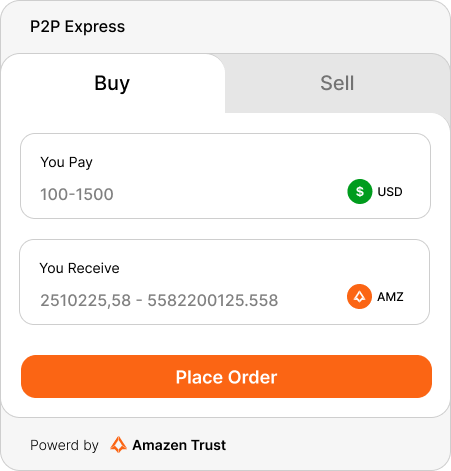 P2P Express
Buy
Sell
You Pay
100-1500
$ USD
You Receive
2510225,58 - 5582200125.558
AMZ
Place Order
Powerd by Amazen Trust